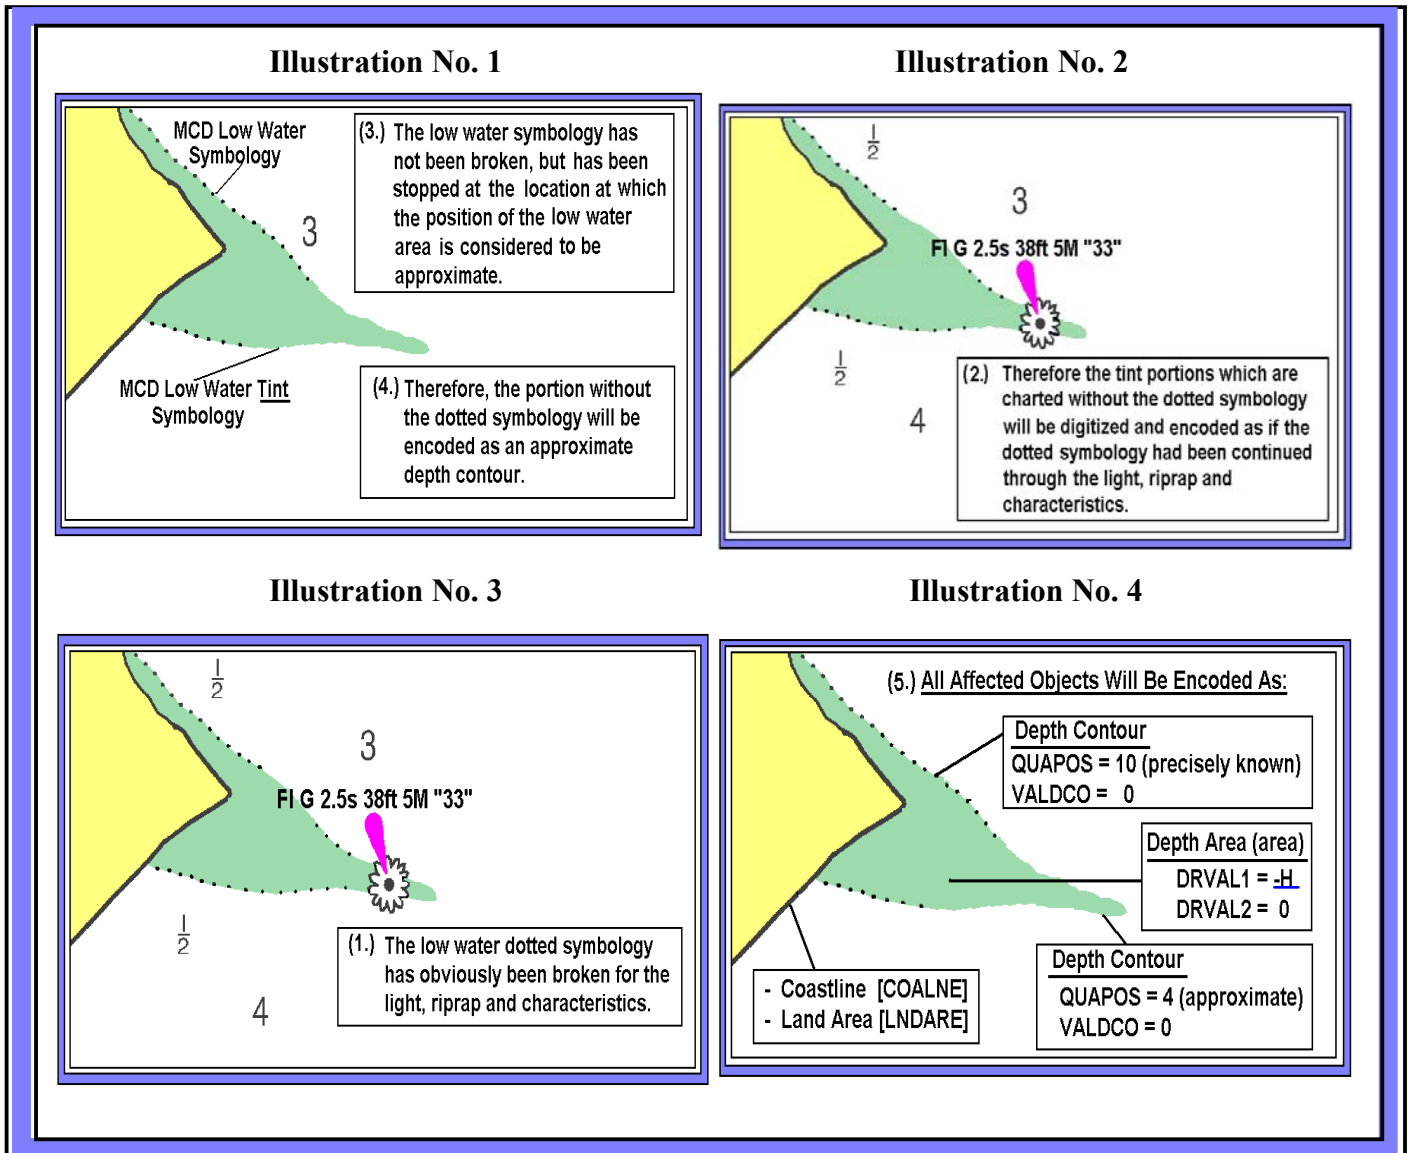 Illustration No. 1
MCD Low Water
Symbology
3
(3.) The low water symbology has
not been broken, but has been
stopped at the location at which
the position of the low water
area is considered to be
approximate.
MCD Low Water Tint
Symbology
(4.) Therefore, the portion without
the dotted symbology will be
encoded as an approximate
depth contour.
Illustration No. 2
1/2
3
Fl G 2.5s 38ft 5M "33"
1/2
4
(2.) Therefore the tint portions which are
charted without the dotted symbology
will be digitized and encoded as if the
dotted symbology had been continued
through the light, riprap and
characteristics.
Illustration No. 3
1/2
3
Fl G 2.5s 38ft 5M "33"
1/2
4
(1.) The low water dotted symbology
has obviously been broken for the
light, riprap and characteristics.
Illustration No. 4
(5.) All Affected Objects Will Be Encoded As:
Depth Contour
QUAPOS = 10 (precisely known)
VALDCO = 0
Depth Area (area)
DRVAL1 = -H
DRVAL2 = 0
Depth Contour
QUAPOS = 4 (approximate)
VALDCO = 0
- Coastline [COALNE]
- Land Area [LNDARE]